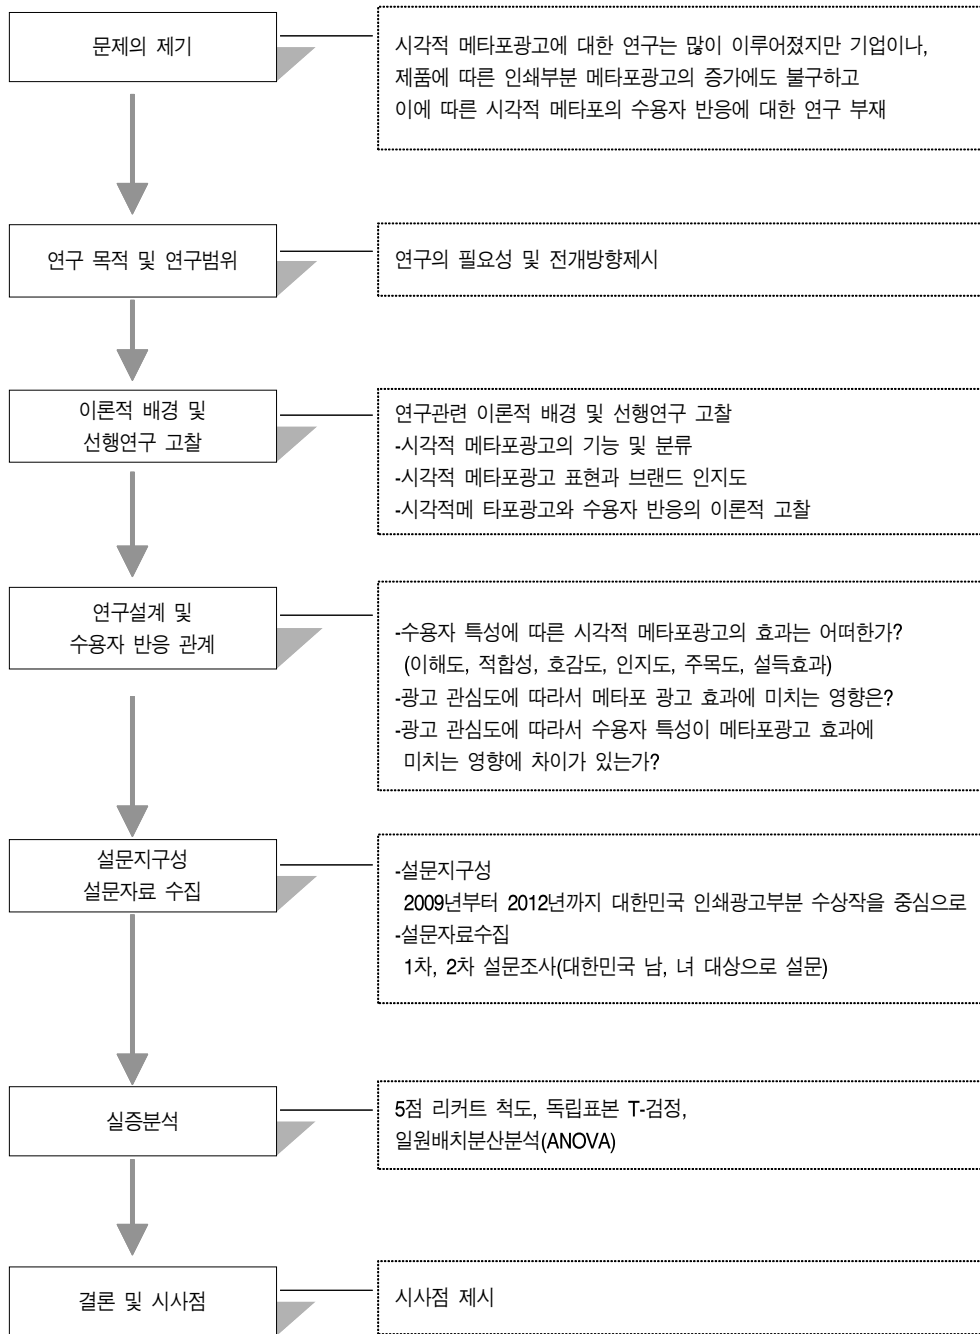 문제의 제기
시각적 메타포광고에 대한 연구는 많이 이루어졌지만 기업이나,
제품에 따른 인쇄부분 메타포광고의 증가에도 불구하고
이에 따른 시각적 메타포의 수용자 반응에 대한 연구 부재
연구 목적 및 연구범위
연구의 필요성 및 전개방향제시
이론적 배경 및
선행연구 고찰
연구관련 이론적 배경 및 선행연구 고찰
-시각적 메타포광고의 기능 및 분류
-시각적 메타포광고 표현과 브랜드 인지도
-시각적메 타포광고와 수용자 반응의 이론적 고찰
연구설계 및
수용자 반응 관계
-수용자 특성에 따른 시각적 메타포광고의 효과는 어떠한가?
(이해도, 적합성, 호감도, 인지도, 주목도, 설득효과)
-광고 관심도에 따라서 메타포 광고 효과에 미치는 영향은?
-광고 관심도에 따라서 수용자 특성이 메타포광고 효과에
미치는 영향에 차이가 있는가?
설문지구성
설문자료 수집
-설문지구성
2009년부터 2012년까지 대한민국 인쇄광고부분 수상작을 중심으로
-설문자료수집
1차, 2차 설문조사(대한민국 남, 녀 대상으로 설문)
실증분석
5점 리커트 척도, 독립표본 T-검정,
일원배치분산분석(ANOVA)
결론 및 시사점
시사점 제시